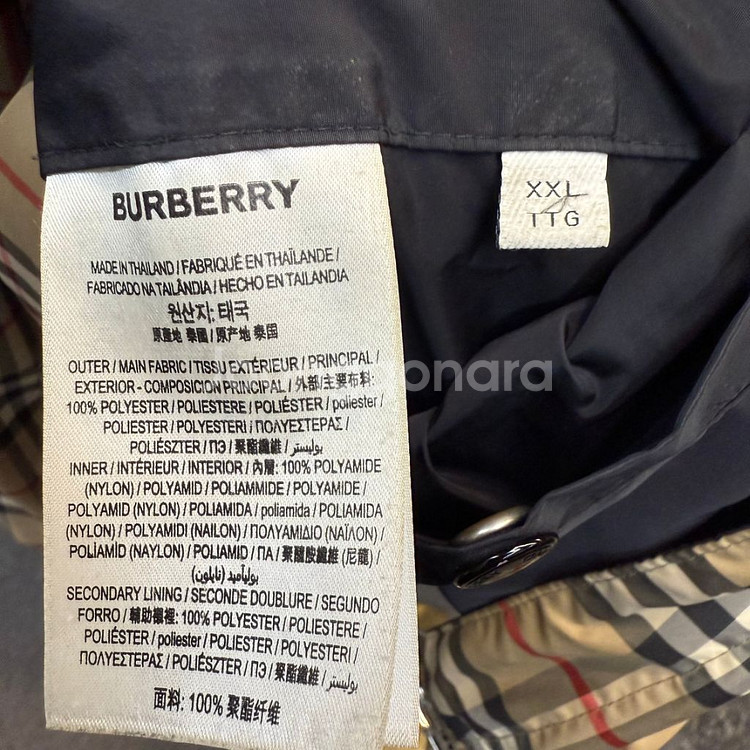 BURBERRY
MADE IN THAILAND / FABRIQUÉ EN THAÏLANDE /
FABRICADO NA TAILÂNDIA / HECHO EN TAILANDIA
원산지: 태국
原產地 泰國 / 原产地 泰国
OUTER / MAIN FABRIC / TISSU EXTÉRIEUR / PRINCIPAL /
EXTERIOR - COMPOSICION PRINCIPAL / 外部/主要布料:
100% POLYESTER / POLIESTERE / POLIÉSTER / poliester /
POLIESTER POLYESTERI / ΠΟΛΥΕΣΤΕΡΑΣ /
POLIÉSZTER / ПЭ / 聚酯纖維 / بوليستر
INNER / INTÉRIEUR / INTERIOR / 內層: 100% POLYAMIDE
(NYLON) / POLYAMID / POLIAMMIDE / POLYAMIDE /
POLYAMID (NYLON) / POLIAMIDA / poliamida / POLIAMIDA
(NYLON) / POLYAMIDI (NAILON) / ΠΟΛΥΑΜΙΔΙΟ (ΝΑΪΛΟΝ) /
POLİAMİD (NAYLON) / POLIAMID / ПА / 聚醯胺纖維 (尼龍) /
بوليآميد (نايلون)
SECONDARY LINING / SECONDE DOUBLURE / SEGUNDO
FORRO / 輔助襯裡: 100% POLYESTER / POLIESTERE /
POLIÉSTER / poliester / POLIESTER / POLYESTERI /
ΠΟΛΥΕΣΤΕΡΑΣ / POLIÉSZTER / ПЭ / 聚酯纖維 / بوليستر
面料: 100% 聚酯纤维
XXL
TTG
onara